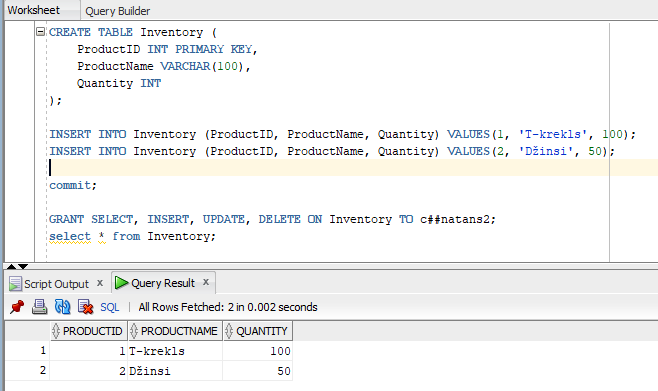 Worksheet Query Builder
CREATE TABLE Inventory (
ProductID INT PRIMARY KEY,
ProductName VARCHAR(100),
Quantity INT
);
INSERT INTO Inventory (ProductID, ProductName, Quantity) VALUES(1, 'T-krekls', 100);
INSERT INTO Inventory (ProductID, ProductName, Quantity) VALUES(2, 'Džinsi', 50);
commit;
GRANT SELECT, INSERT, UPDATE, DELETE ON Inventory TO c##natans2;
select * from Inventory;
Script Output x Query Result x
SQL | All Rows Fetched: 2 in 0.002 seconds
PRODUCTID PRODUCTNAME QUANTITY
1 1 T-krekls 100
2 2 Džinsi 50